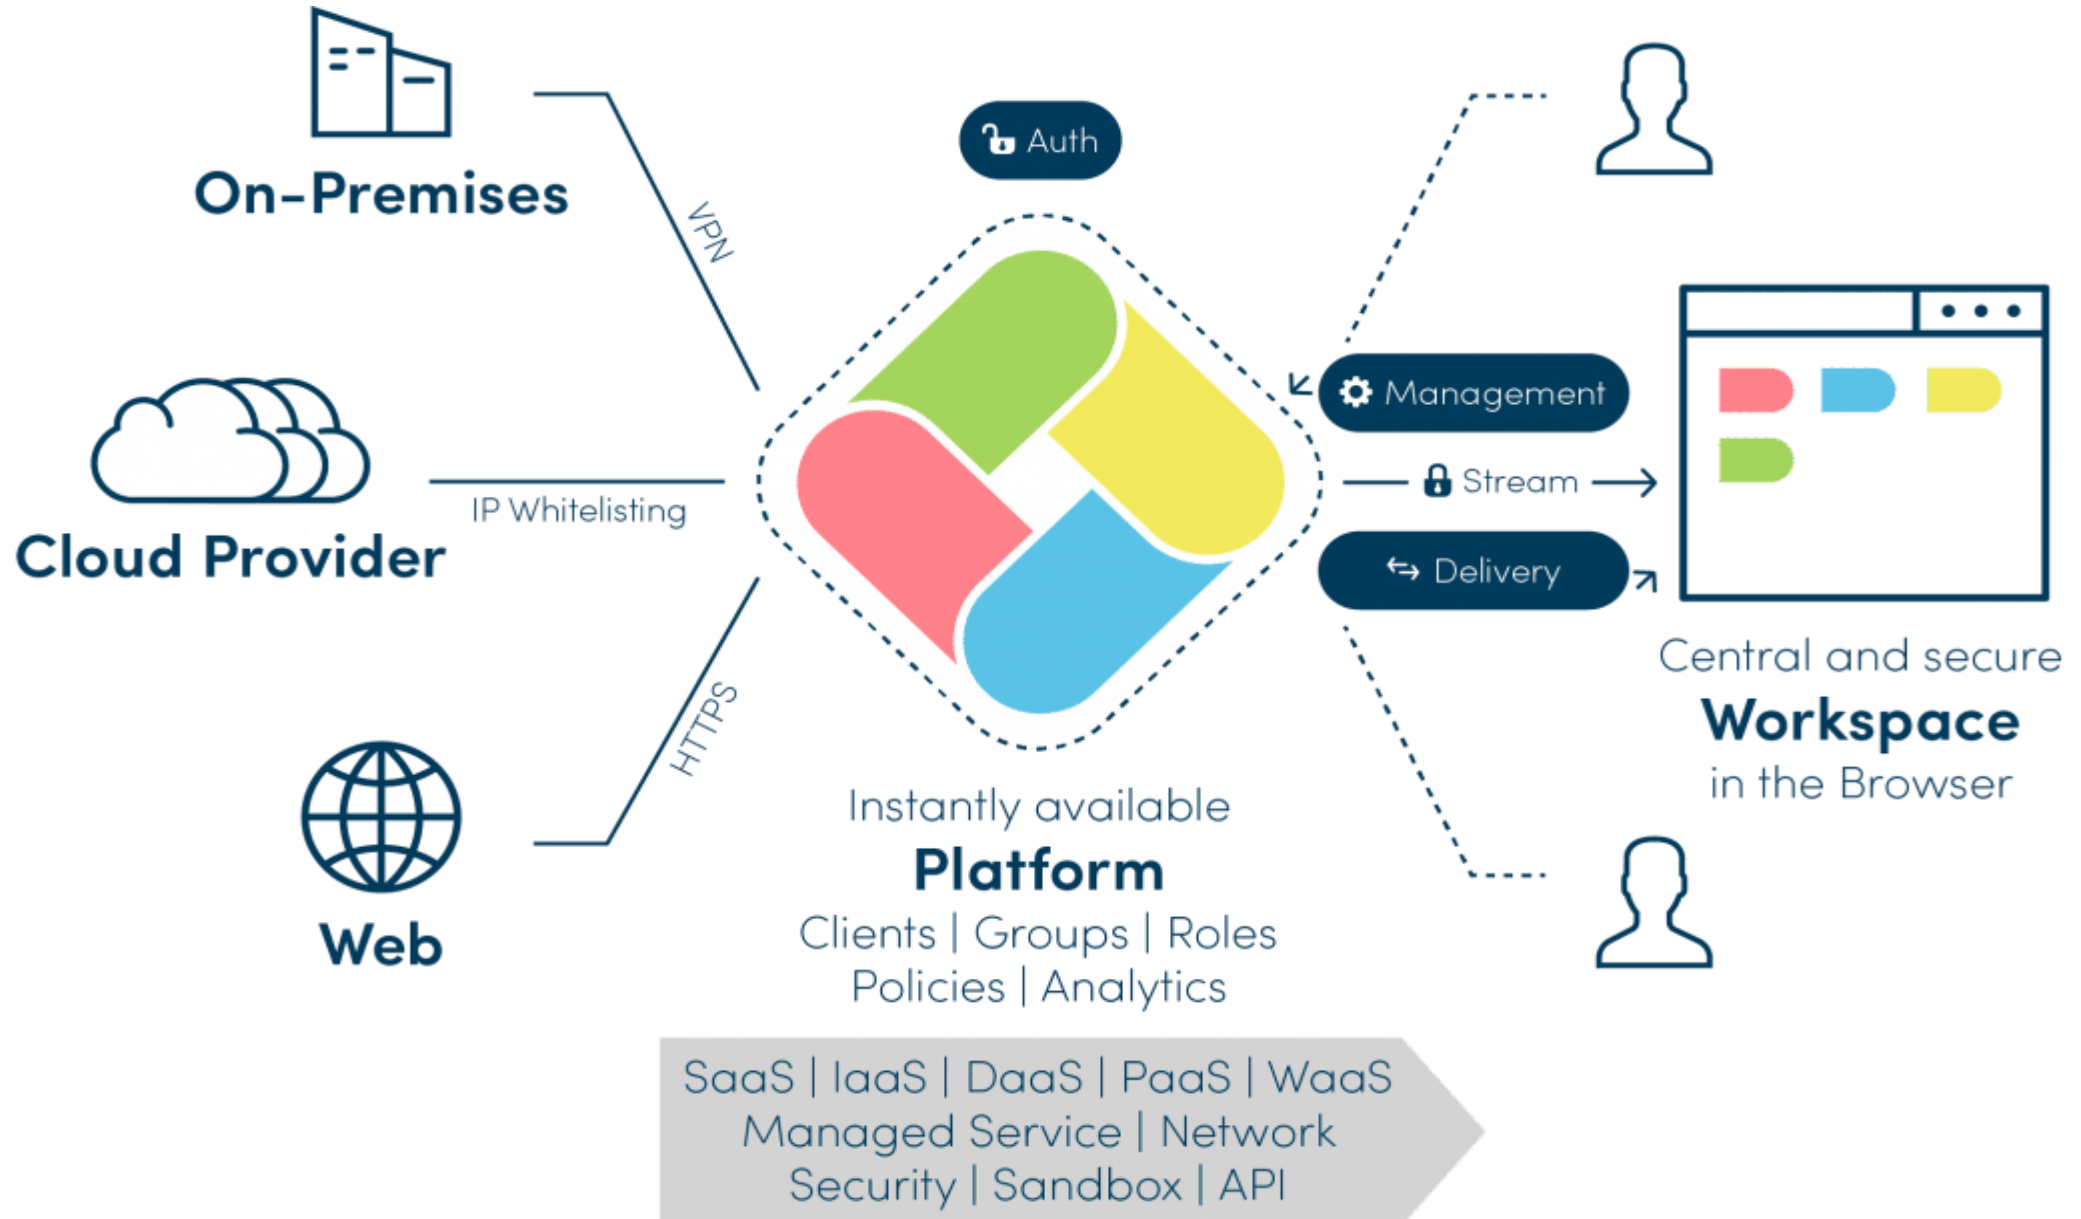 On-Premises
VPN
Cloud Provider
IP Whitelisting
Web
HTTPS
Auth
Instantly available
Platform
Clients | Groups | Roles
Policies | Analytics
SaaS | IaaS | DaaS | PaaS | WaaS
Managed Service | Network
Security | Sandbox | API
Management
Stream
Delivery
Central and secure
Workspace
in the Browser